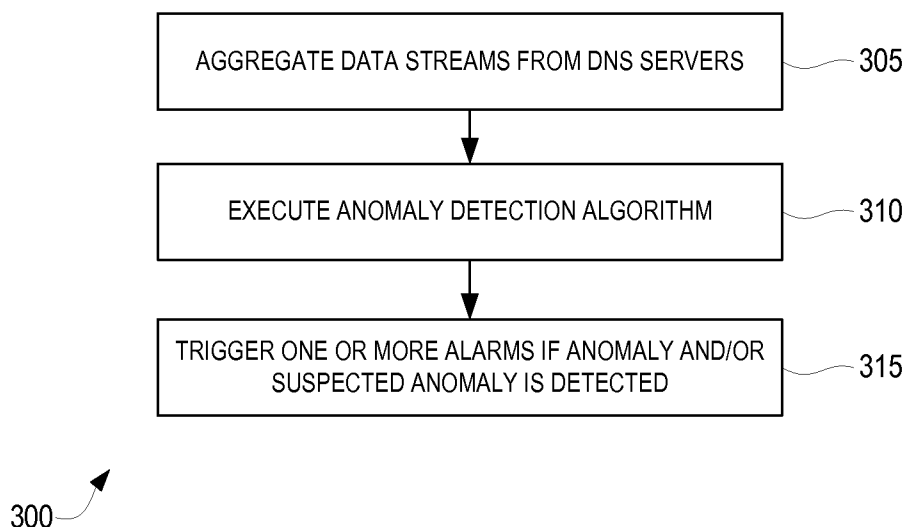 AGGREGATE DATA STREAMS FROM DNS SERVERS
305
EXECUTE ANOMALY DETECTION ALGORITHM
310
TRIGGER ONE OR MORE ALARMS IF ANOMALY AND/OR
SUSPECTED ANOMALY IS DETECTED
315
300